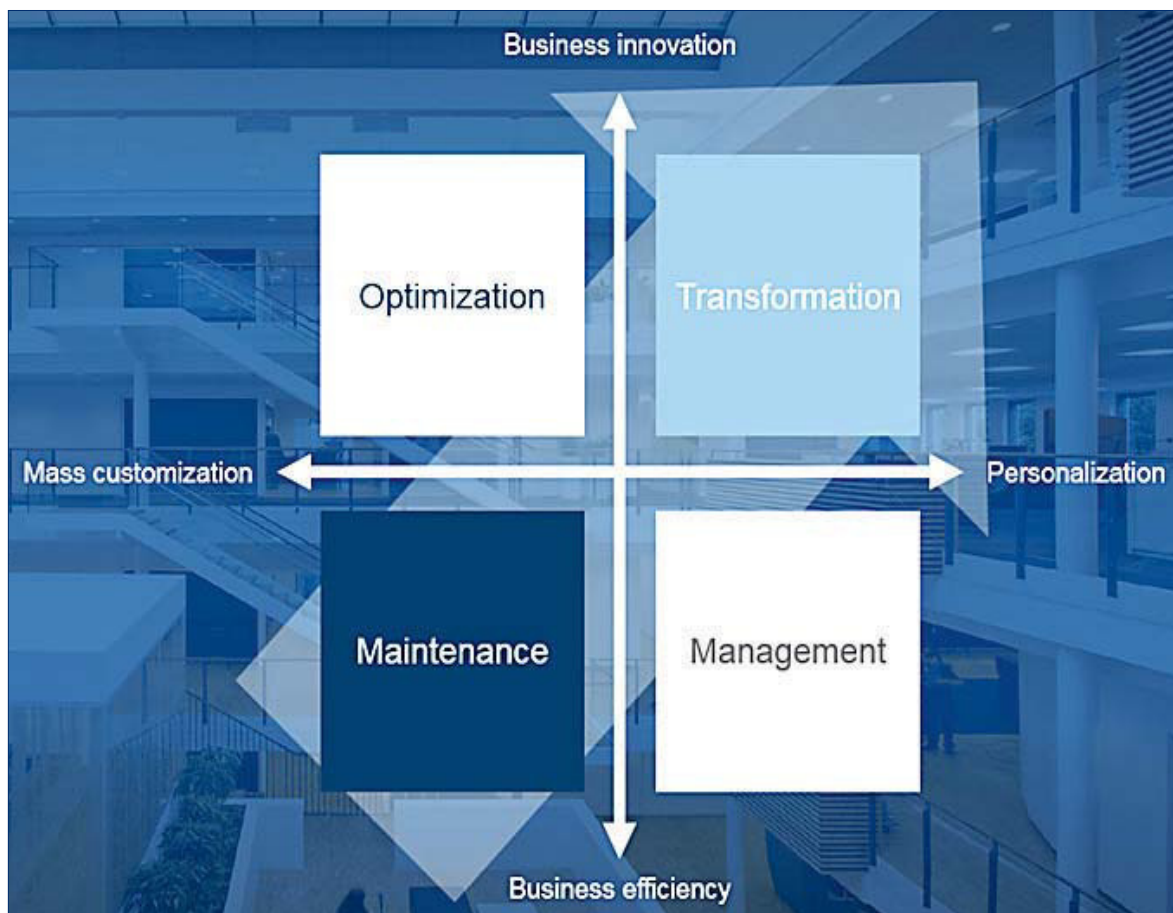 Business innovation
Optimization
Transformation
Mass customization
Personalization
Maintenance
Management
Business efficiency